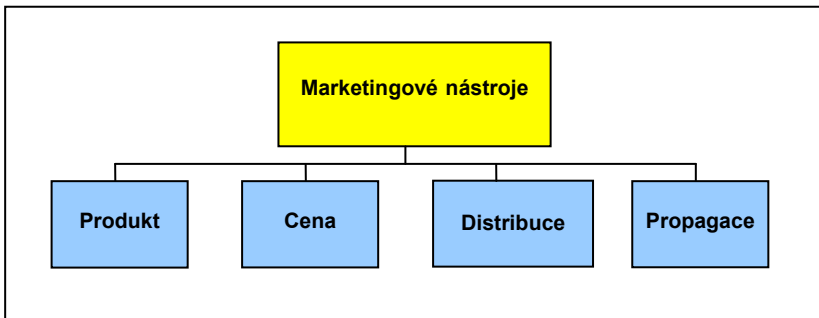 Marketingové nástroje
Produkt
Cena
Distribuce
Propagace